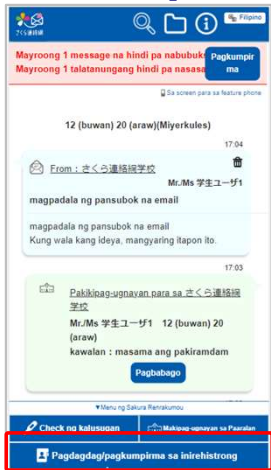 Filipino
さくら連絡網
Mayroong 1 message na hindi pa nabubuk
Mayroong 1 talatanungang hindi pa nasasa
Pagkumpir
ma
Sa screen para sa feature phone
12 (buwan) 20 (araw)(Miyerkules)
17:04
From：さくら連絡網学校
Mr./Ms 学生ユーザ1
magpadala ng pansubok na email
magpadala ng pansubok na email
Kung wala kang ideya, mangyaring itapon ito.
17:03
Pakikipag-ugnayan para sa さくら連絡網
学校
Mr./Ms 学生ユーザ1 12 (buwan) 20
(araw)
kawalan：masama ang pakiramdam
Pagbabago
▼Menu ng Sakura Renrakumou
Check ng kalusugan
Makipag-ugnayan sa Paaralan
Pagdagdag/pagkumpirma sa inirehistrong